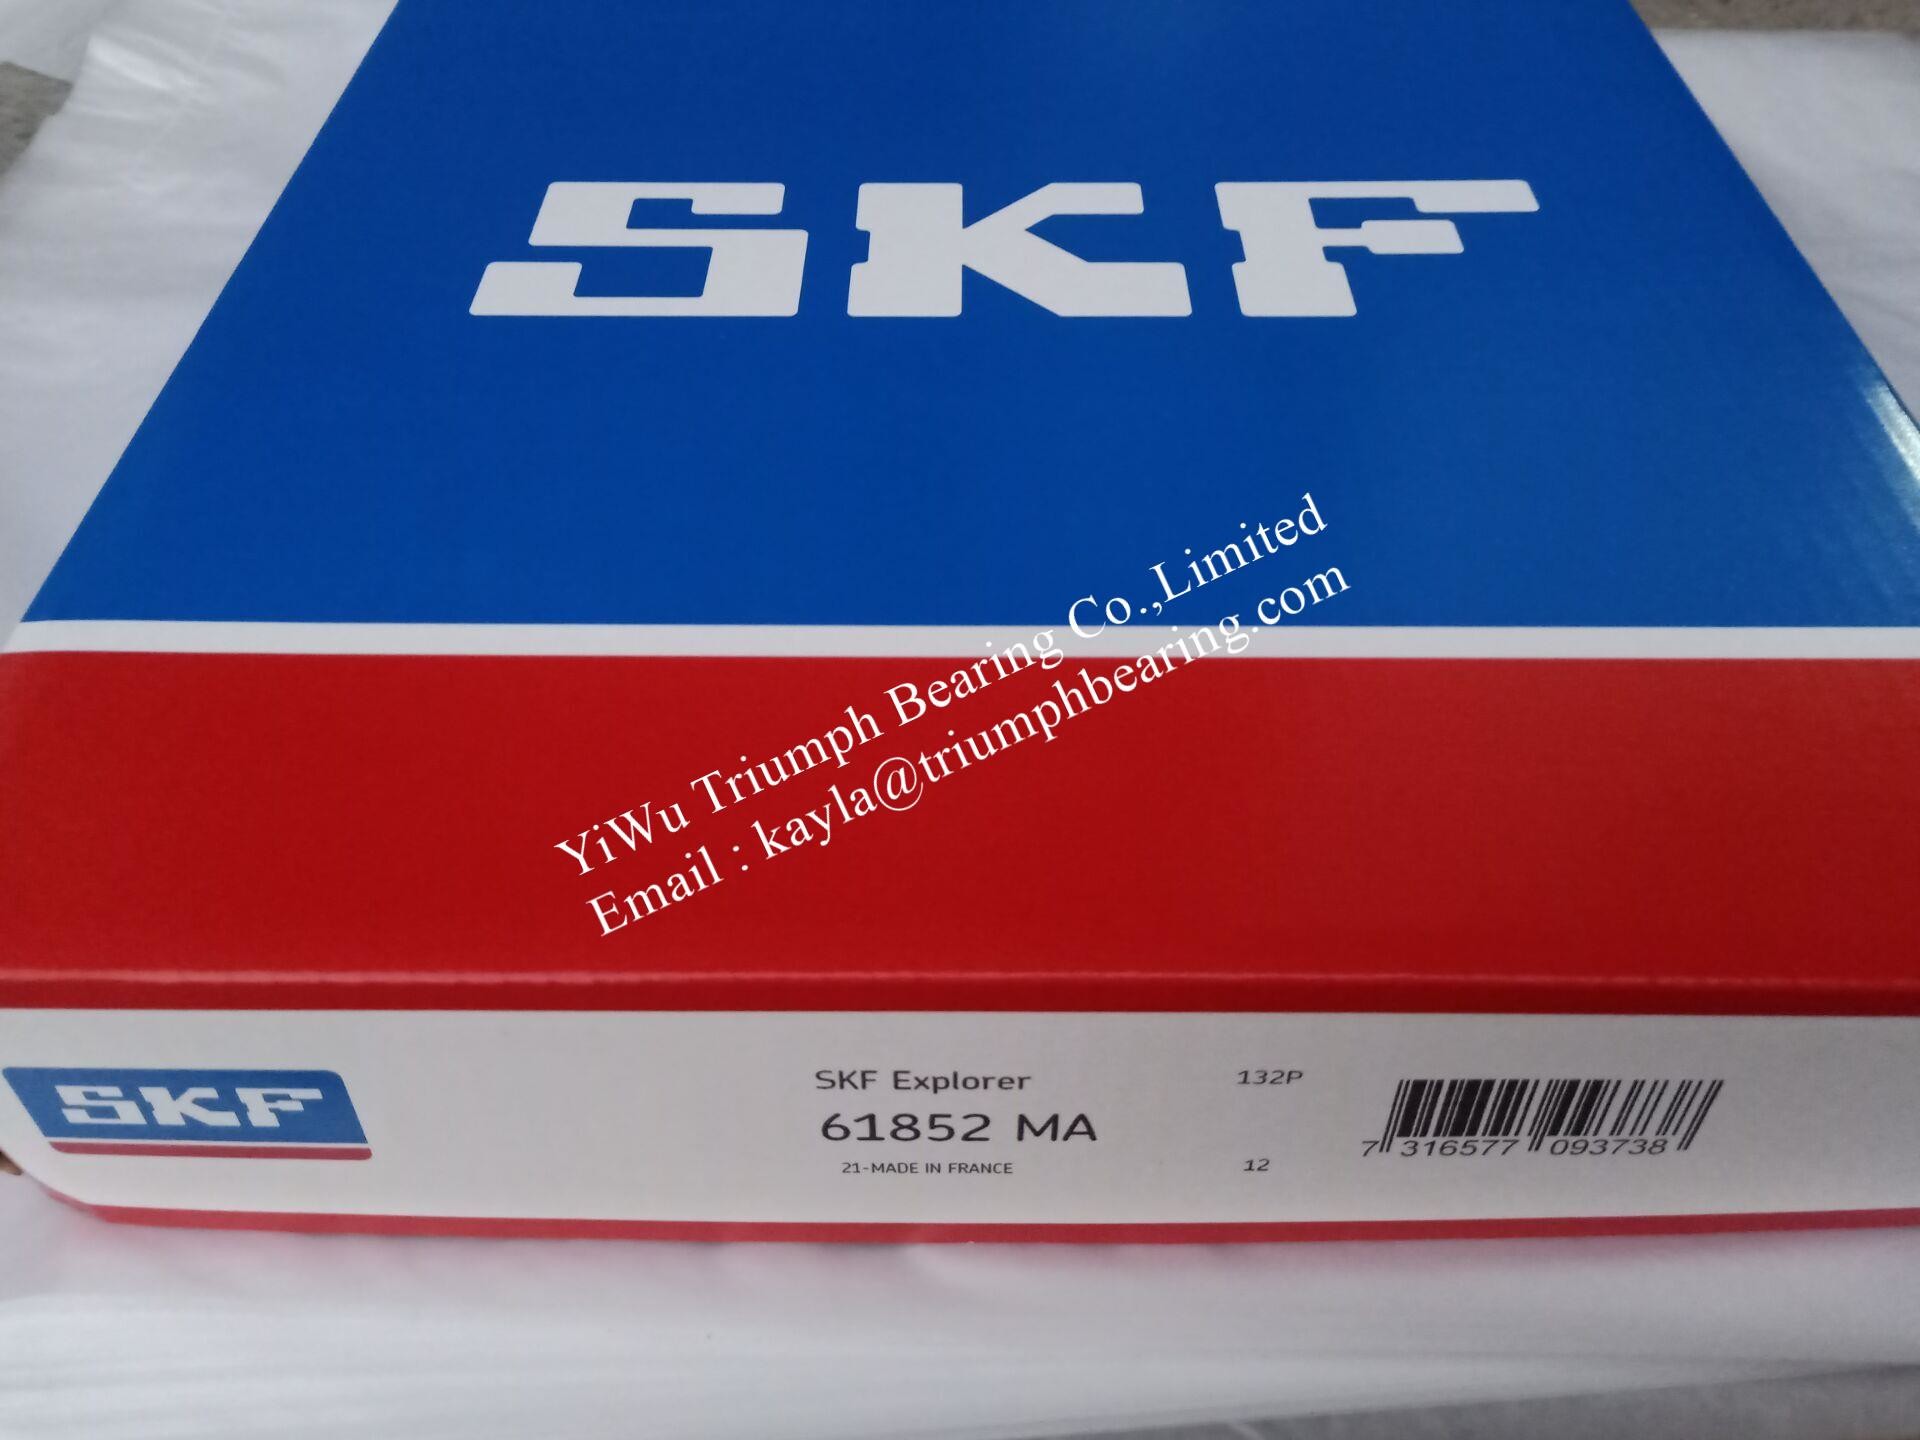 SKF
YiWu Triumph Bearing Co.,Limited
Email : kayla@triumphbearing.com
SKF
SKF Explorer
61852 MA
21-MADE IN FRANCE
132P
12
7 316577 093738